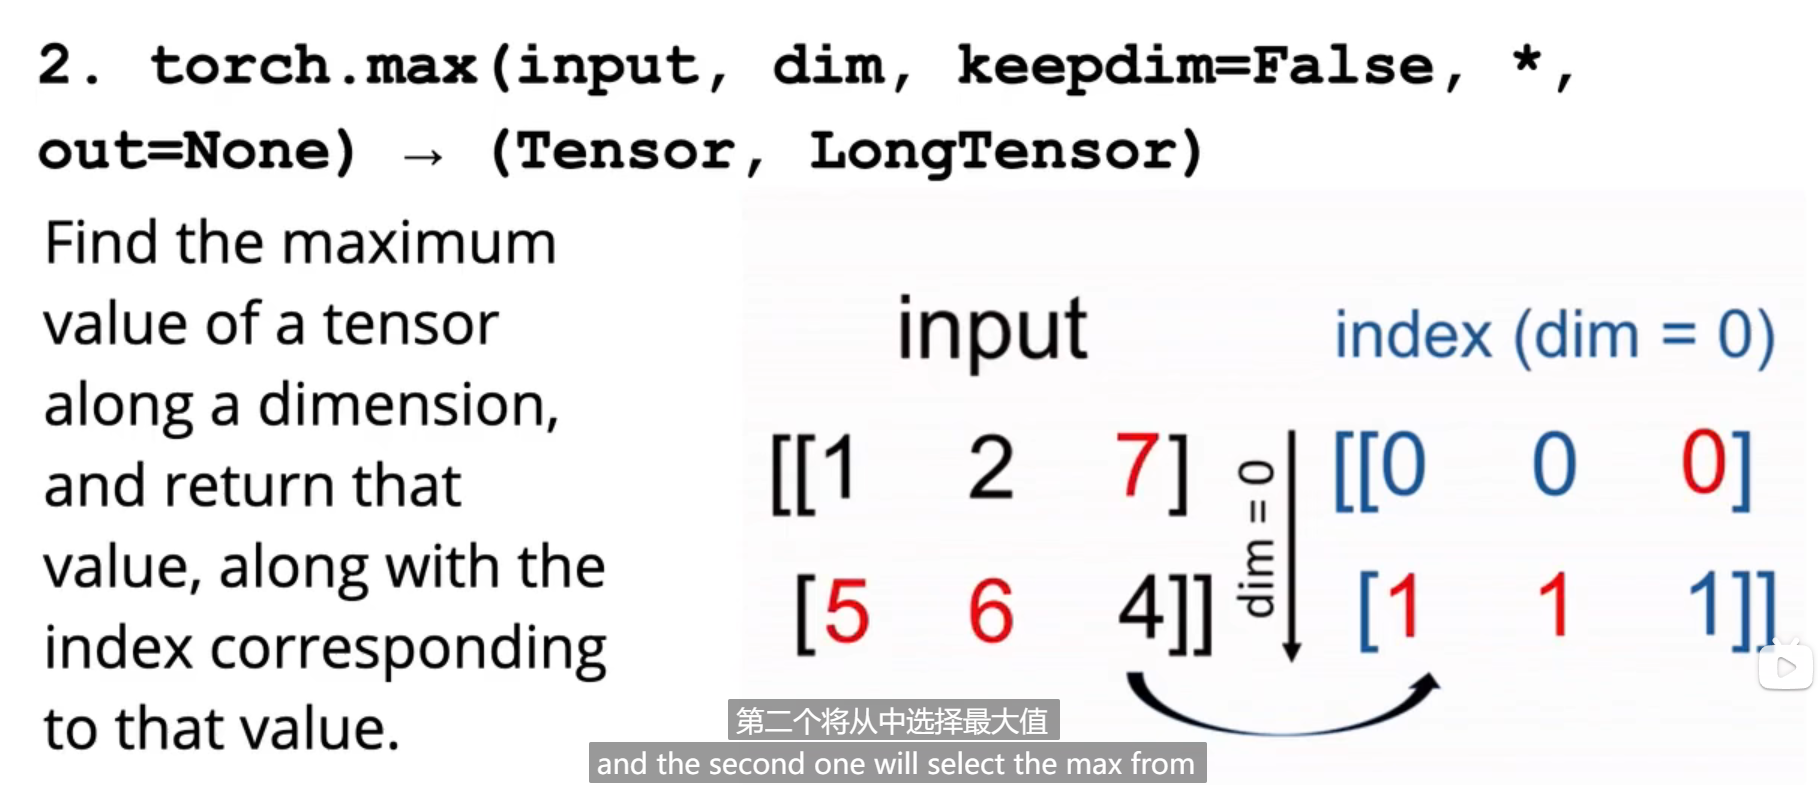 2. torch.max(input, dim, keepdim=False, *,
out=None) → (Tensor, LongTensor)
Find the maximum
value of a tensor
along a dimension,
and return that
value, along with the
index corresponding
to that value.
input
[[1 2 7]
[5 6 4]]
dim = 0
index (dim = 0)
[[0 0 0]
[1 1 1]]
第二个将从中选择最大值
and the second one will select the max from